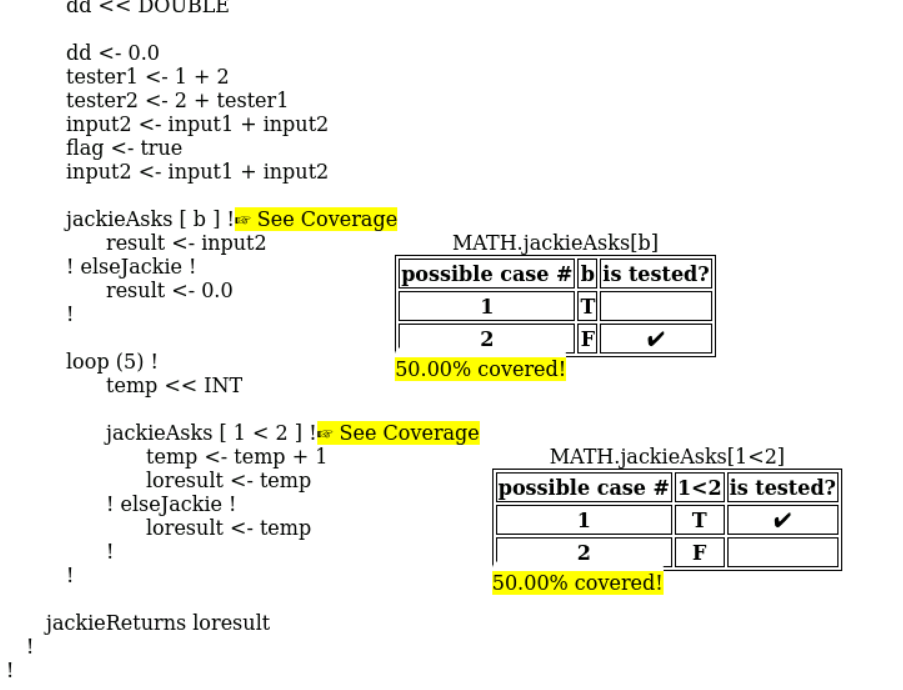 dd << DOUBLE
dd <- 0.0
tester1 <- 1 + 2
tester2 <- 2 + tester1
input2 <- input1 + input2
flag <- true
input2 <- input1 + input2
jackieAsks [ b ] !☞ See Coverage
result <- input2
! elseJackie !
result <- 0.0
!
MATH.jackieAsks[b]
possible case # b is tested?
1 T
2 F ✔
50.00% covered!
loop (5) !
temp << INT
jackieAsks [ 1 < 2 ] !☞ See Coverage
temp <- temp + 1
loresult <- temp
! elseJackie !
loresult <- temp
!
MATH.jackieAsks[1<2]
possible case # 1<2 is tested?
1 T ✔
2 F
50.00% covered!
!
jackieReturns loresult
!
!